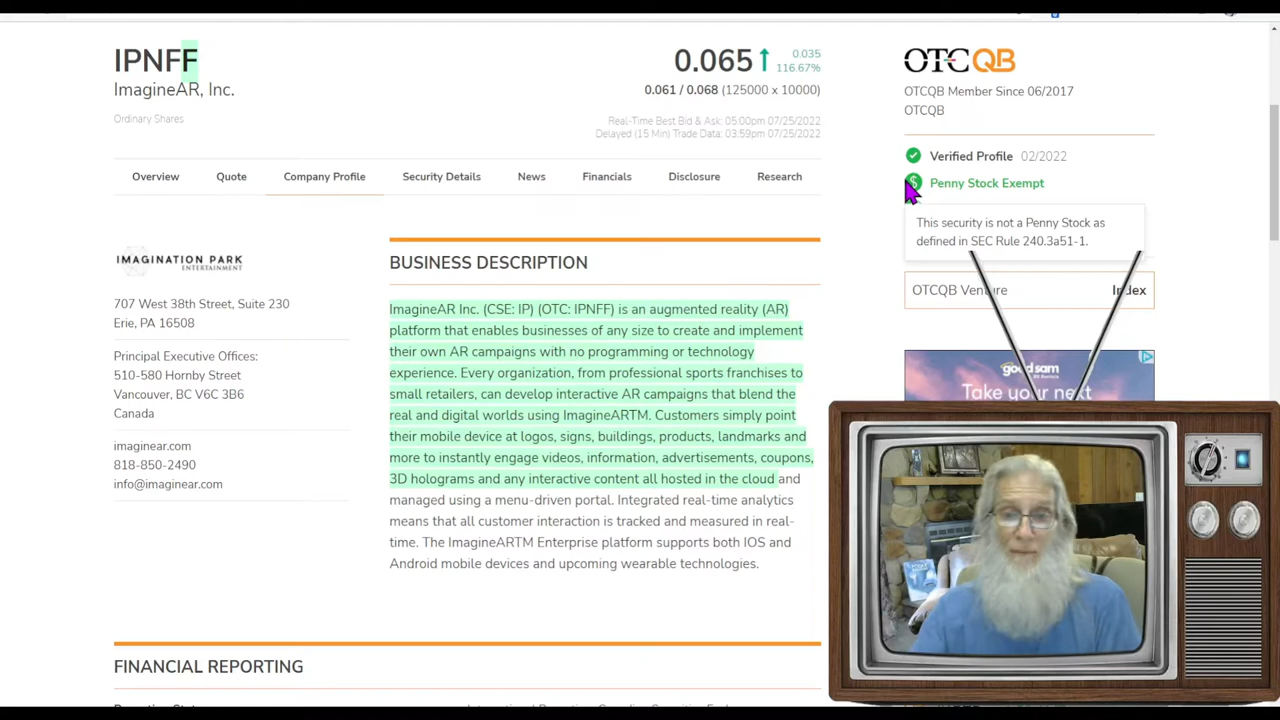 IPNFF
ImagineAR, Inc.
Ordinary Shares
0.065
0.035
116.67%
0.061 / 0.068 (125000 x 10000)
Real-Time Best Bid & Ask: 05:00pm 07/25/2022
Delayed (15 Min) Trade Data: 03:59pm 07/25/2022
OTCQB
OTCQB Member Since 06/2017
OTCQB
Verified Profile 02/2022
Penny Stock Exempt
This security is not a Penny Stock as
defined in SEC Rule 240.3a51-1.
OTCQB Venture Index
good sam
Take your next
Overview Quote Company Profile Security Details News Financials Disclosure Research
IMAGINATION PARK
ENTERTAINMENT
707 West 38th Street, Suite 230
Erie, PA 16508
Principal Executive Offices:
510-580 Hornby Street
Vancouver, BC V6C 3B6
Canada
imaginear.com
818-850-2490
info@imaginear.com
BUSINESS DESCRIPTION
ImagineAR Inc. (CSE: IP) (OTC: IPNFF) is an augmented reality (AR)
platform that enables businesses of any size to create and implement
their own AR campaigns with no programming or technology
experience. Every organization, from professional sports franchises to
small retailers, can develop interactive AR campaigns that blend the
real and digital worlds using ImagineARTM. Customers simply point
their mobile device at logos, signs, buildings, products, landmarks and
more to instantly engage videos, information, advertisements, coupons,
3D holograms and any interactive content all hosted in the cloud and
managed using a menu-driven portal. Integrated real-time analytics
means that all customer interaction is tracked and measured in real-
time. The ImagineARTM Enterprise platform supports both IOS and
Android mobile devices and upcoming wearable technologies.
FINANCIAL REPORTING